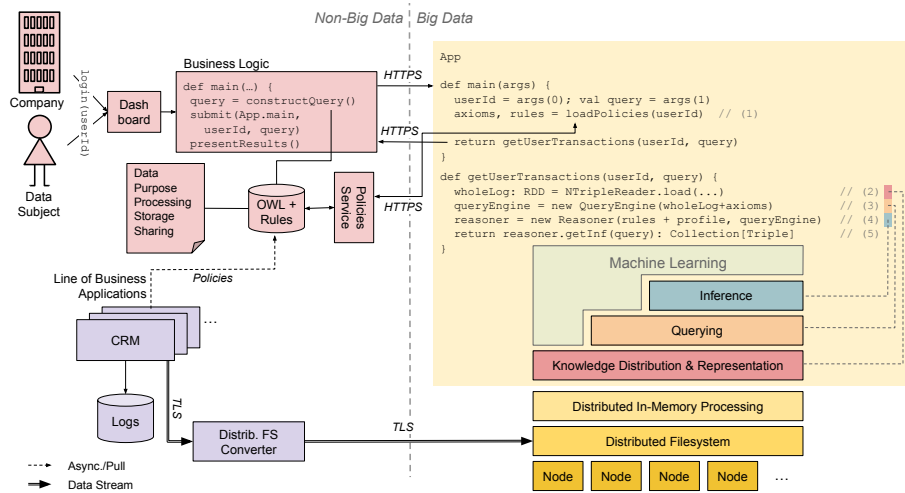 Non-Big Data
Big Data
Company
Data
Subject
login(userId)
Dash
board
Business Logic
def main(…) {
query = constructQuery()
submit(App.main,
userId, query)
presentResults()
HTTPS
HTTPS
HTTPS
Data
Purpose
Processing
Storage
Sharing
OWL +
Rules
Policies
Service
Policies
Line of Business
Applications
CRM
…
Logs
TLS
Distrib. FS
Converter
TLS
Async./Pull
Data Stream
App
def main(args) {
userId = args(0); val query = args(1)
axioms, rules = loadPolicies(userId) // (1)
return getUserTransactions(userId, query)
}
def getUserTransactions(userId, query) {
wholeLog: RDD = NTripleReader.load(...) // (2)
queryEngine = new QueryEngine(wholeLog+axioms) // (3)
reasoner = new Reasoner(rules + profile, queryEngine) // (4)
return reasoner.getInf(query): Collection[Triple] // (5)
}
Machine Learning
Inference
Querying
Knowledge Distribution & Representation
Distributed In-Memory Processing
Distributed Filesystem
Node Node Node Node …